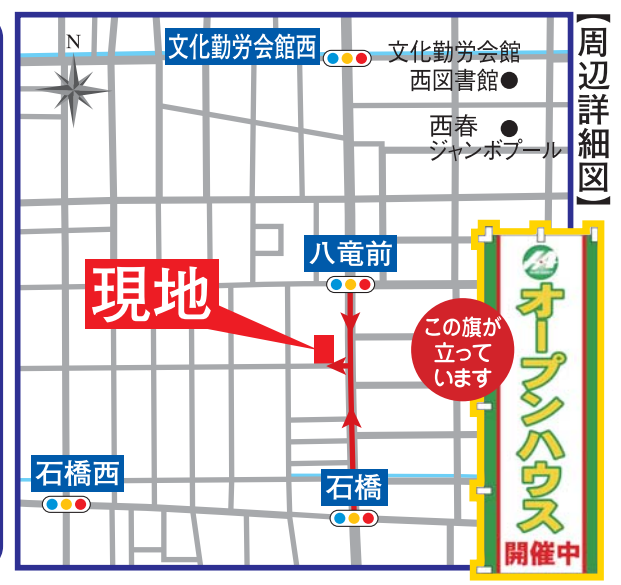 【周辺詳細図】
N
文化勤労会館西
文化勤労会館
西図書館●
西春 ●
ジャンボプール
八竜前
現地
この旗が
立って
います
オープンハウス
開催中
石橋西
石橋